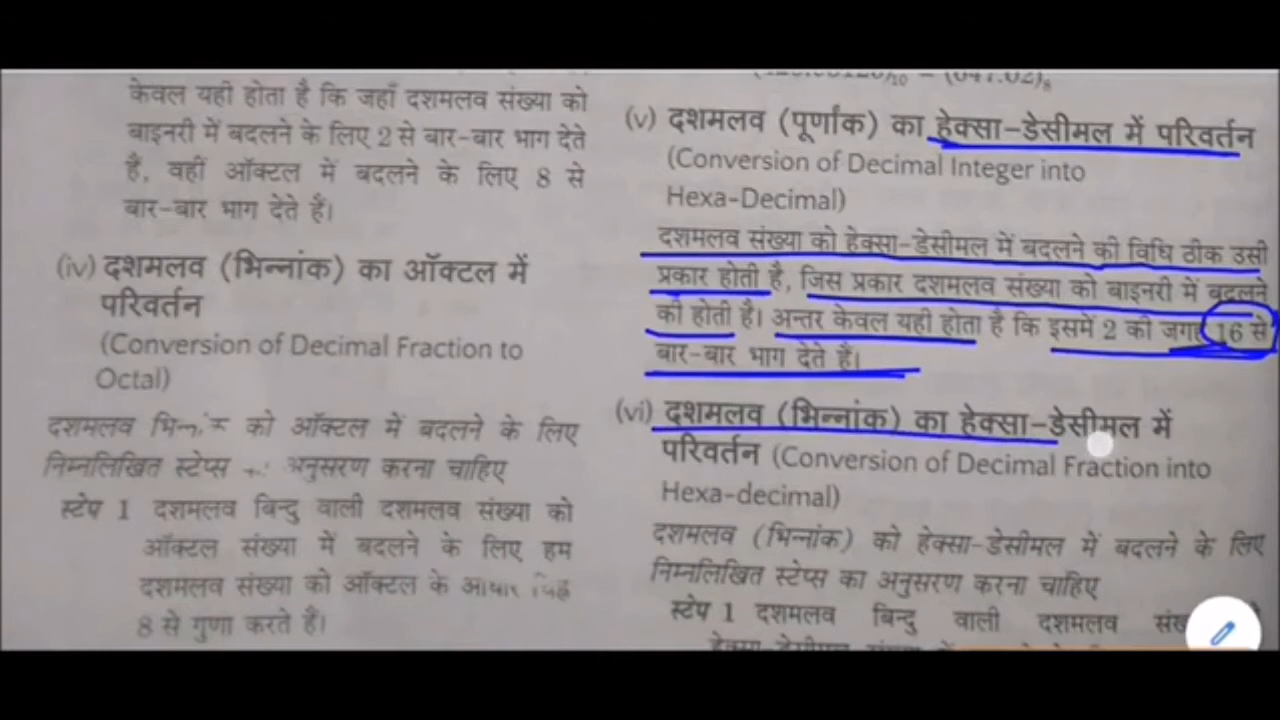 केवल यही होता है कि जहाँ दशमलव संख्या को
बाइनरी में बदलने के लिए 2 से बार-बार भाग देते
हैं, वहीं ऑक्टल में बदलने के लिए 8 से
बार-बार भाग देते हैं।
(iv) दशमलव (भिन्नांक) का ऑक्टल में
परिवर्तन
(Conversion of Decimal Fraction to
Octal)
दशमलव को ऑक्टल में बदलने के लिए
निम्नलिखित स्टेप्स अनुसरण करना चाहिए
स्टेप 1 दशमलव बिन्दु वाली दशमलव संख्या को
ऑक्टल संख्या में बदलने के लिए हम
दशमलव संख्या को ऑक्टल के आधार
8 से गुणा करते हैं।
(v) दशमलव (पूर्णांक) का हेक्सा-डेसीमल में परिवर्तन
(Conversion of Decimal Integer into
Hexa-Decimal)
दशमलव संख्या को हेक्सा-डेसीमल में बदलने की विधि ठीक उसी
प्रकार होती है, जिस प्रकार दशमलव संख्या को बाइनरी में बदलने
की होती है। अन्तर केवल यही होता है कि इसमें 2 की जगह 16 से
बार-बार भाग देते हैं।
(vi) दशमलव (भिन्नांक) का हेक्सा-डेसीमल में
परिवर्तन (Conversion of Decimal Fraction into
Hexa-decimal)
दशमलव (भिन्नांक) को हेक्सा-डेसीमल में बदलने के लिए
निम्नलिखित स्टेप्स का अनुसरण करना चाहिए
स्टेप 1 दशमलव बिन्दु वाली दशमलव